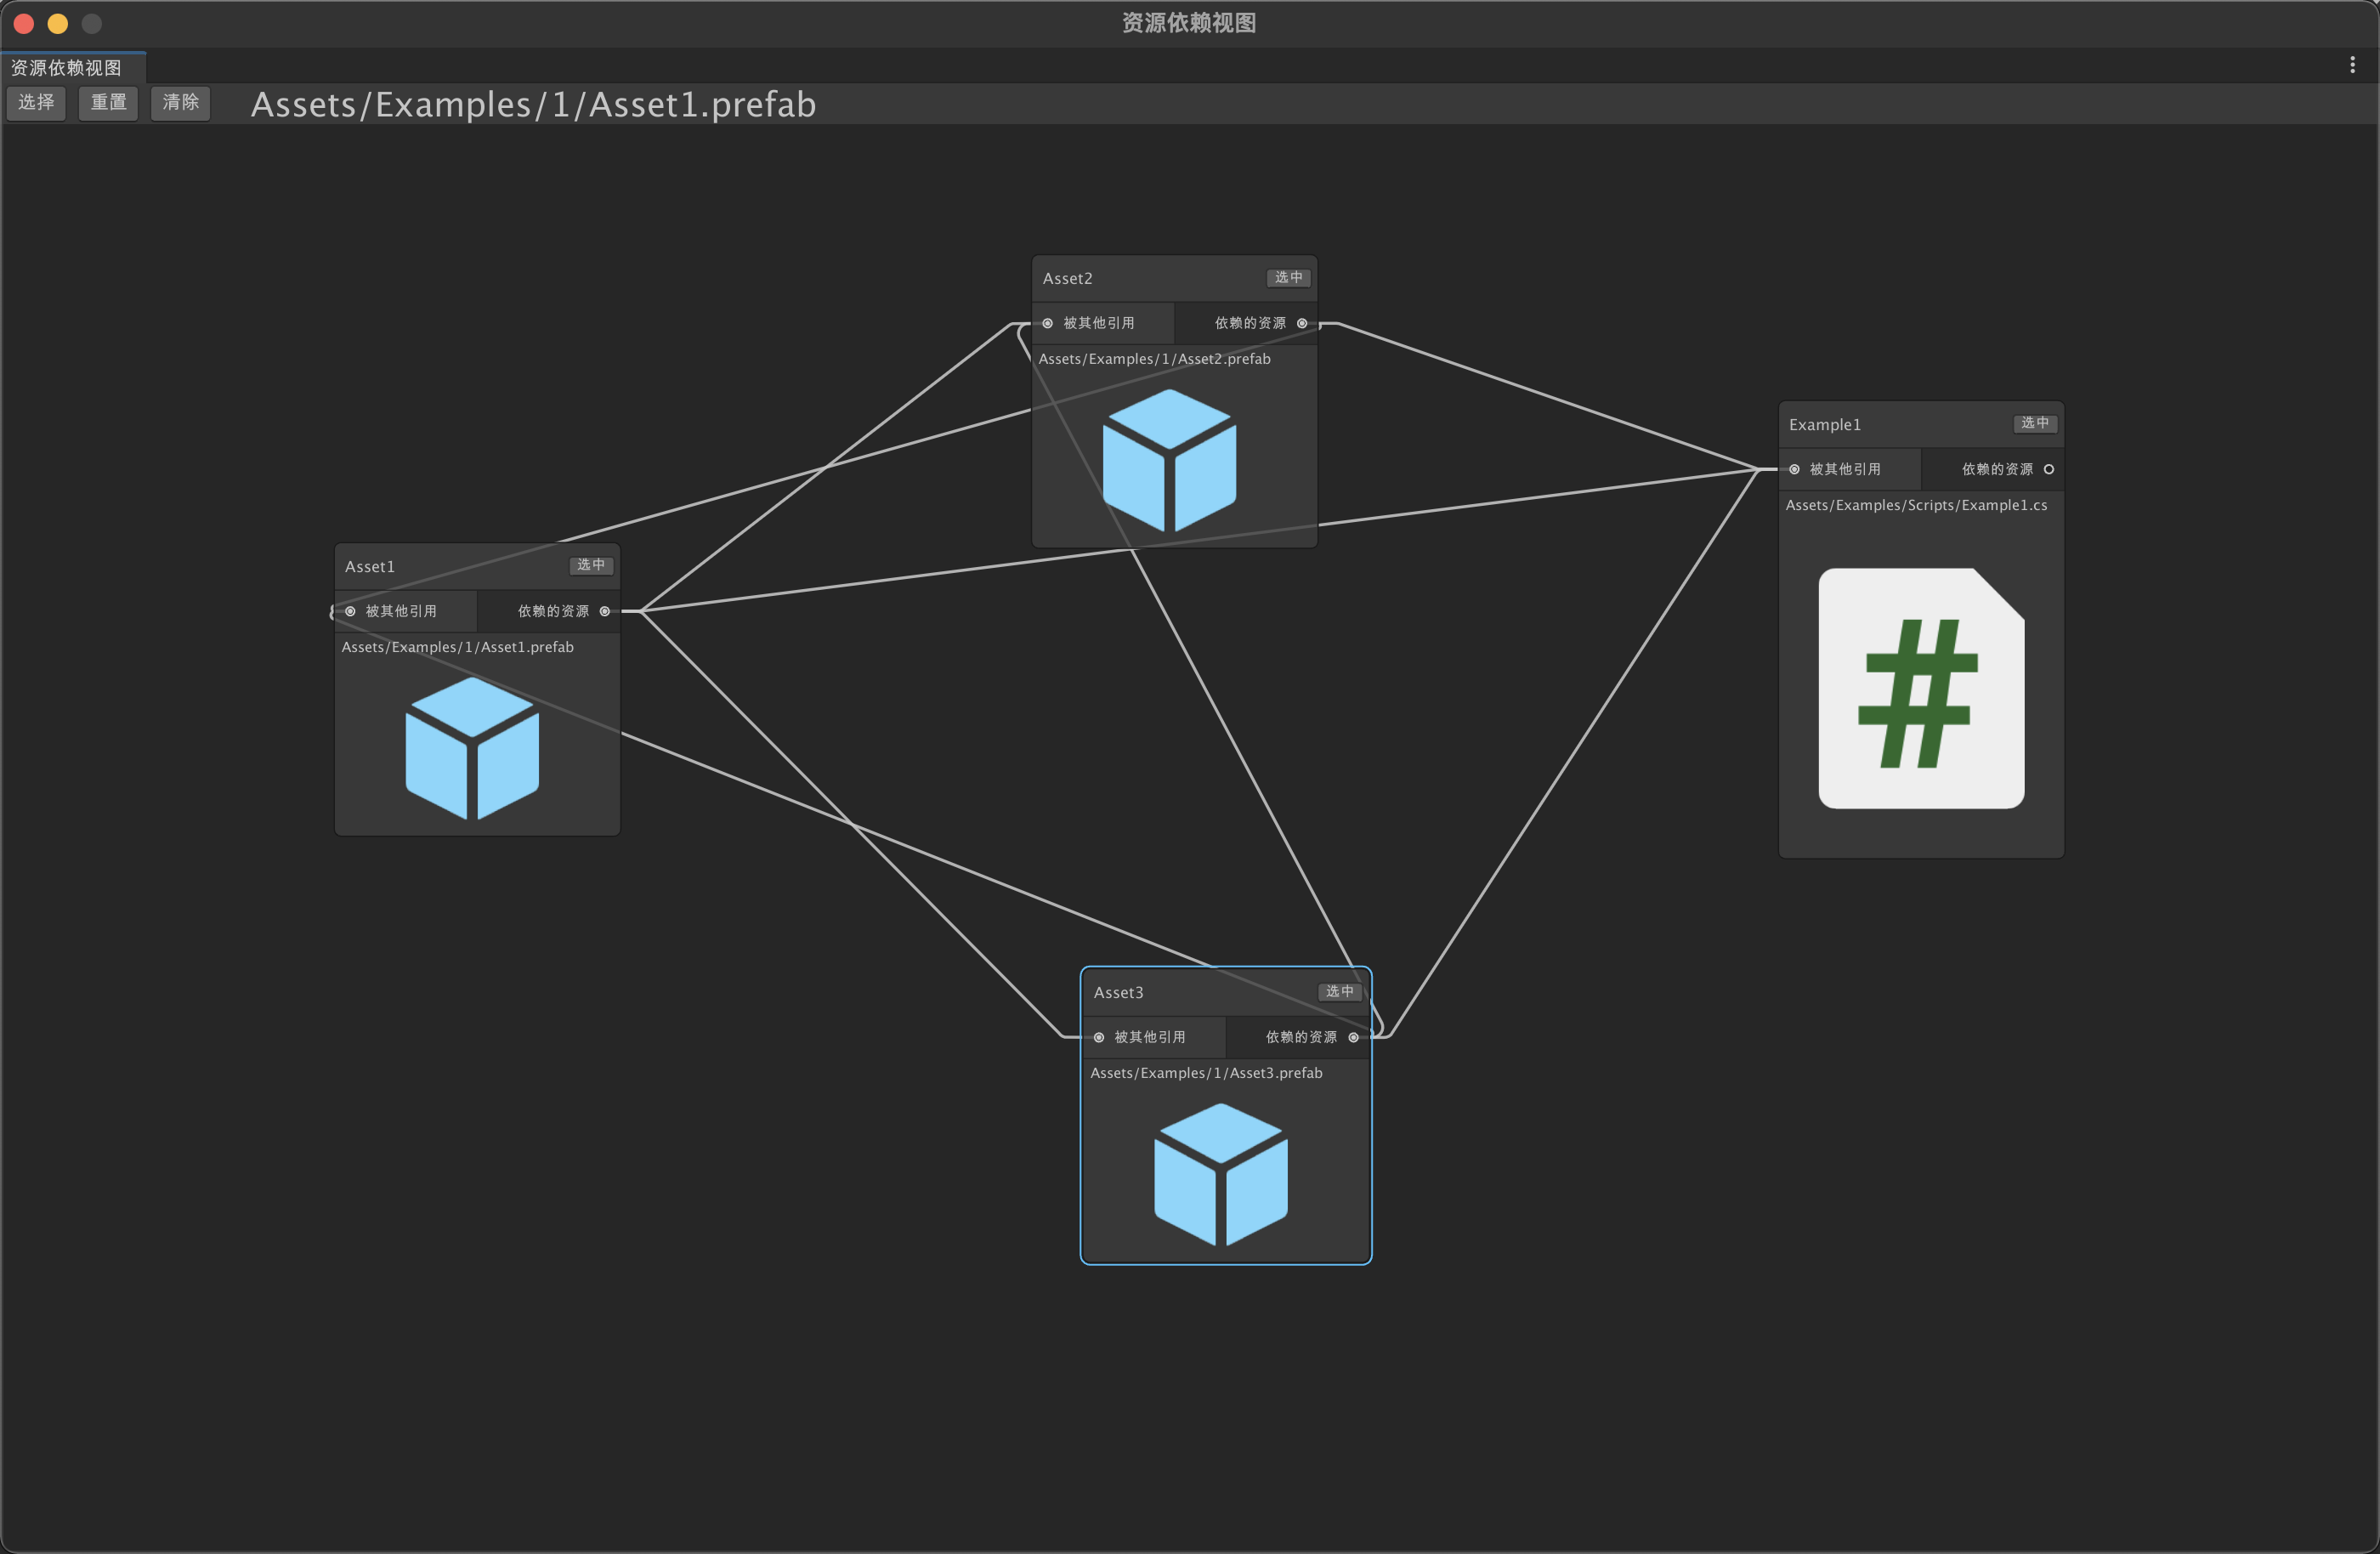 资源依赖视图
资源依赖视图
选择 重置 清除 Assets/Examples/1/Asset1.prefab
Asset2 选中
被其他引用 依赖的资源
Assets/Examples/1/Asset2.prefab
Example1 选中
被其他引用 依赖的资源
Assets/Examples/Scripts/Example1.cs
Asset1 选中
被其他引用 依赖的资源
Assets/Examples/1/Asset1.prefab
Asset3 选中
被其他引用 依赖的资源
Assets/Examples/1/Asset3.prefab